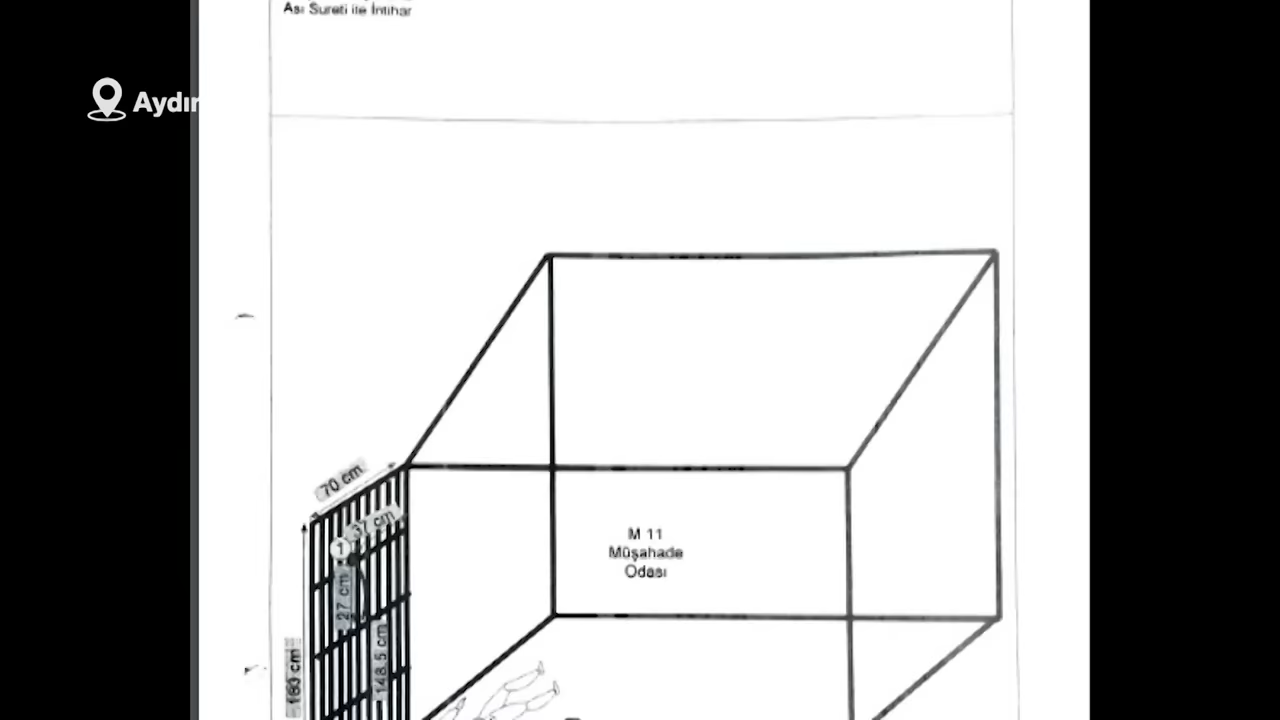 Ası Sureti ile İntihar
Aydın
70 cm
37 cm
1
27 cm
148.5 cm
183 cm
M 11
Müşahade
Odası